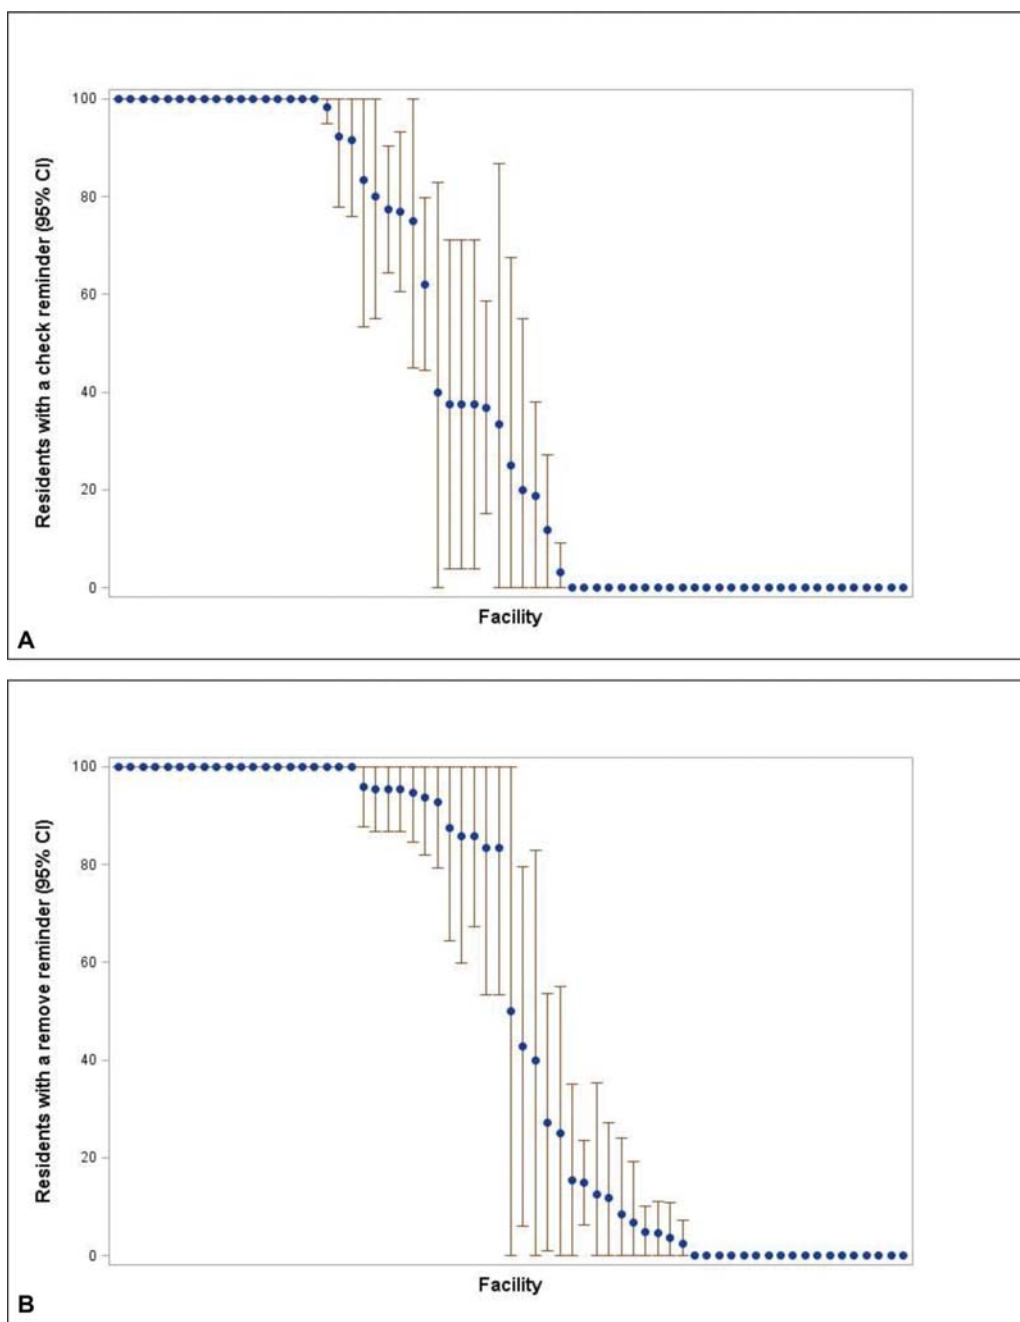 Residents with a check reminder (95% CI)
100
80
60
40
20
0
Facility
A
Residents with a remove reminder (95% CI)
100
80
60
40
20
0
Facility
B